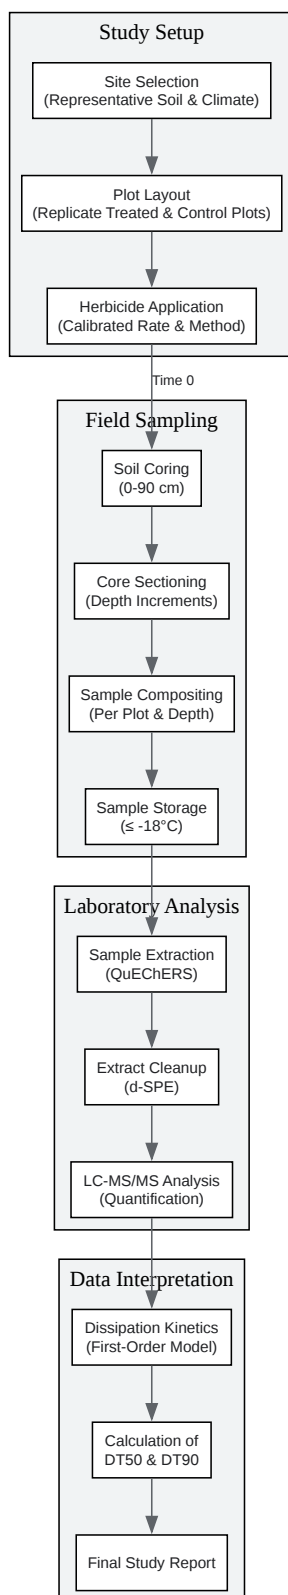 Study Setup
Site Selection
(Representative Soil & Climate)
Plot Layout
(Replicate Treated & Control Plots)
Herbicide Application
(Calibrated Rate & Method)
Time 0
Field Sampling
Soil Coring
(0-90 cm)
Core Sectioning
(Depth Increments)
Sample Compositing
(Per Plot & Depth)
Sample Storage
(≤ -18°C)
Laboratory Analysis
Sample Extraction
(QuEChERS)
Extract Cleanup
(d-SPE)
LC-MS/MS Analysis
(Quantification)
Data Interpretation
Dissipation Kinetics
(First-Order Model)
Calculation of
DT50 & DT90
Final Study Report